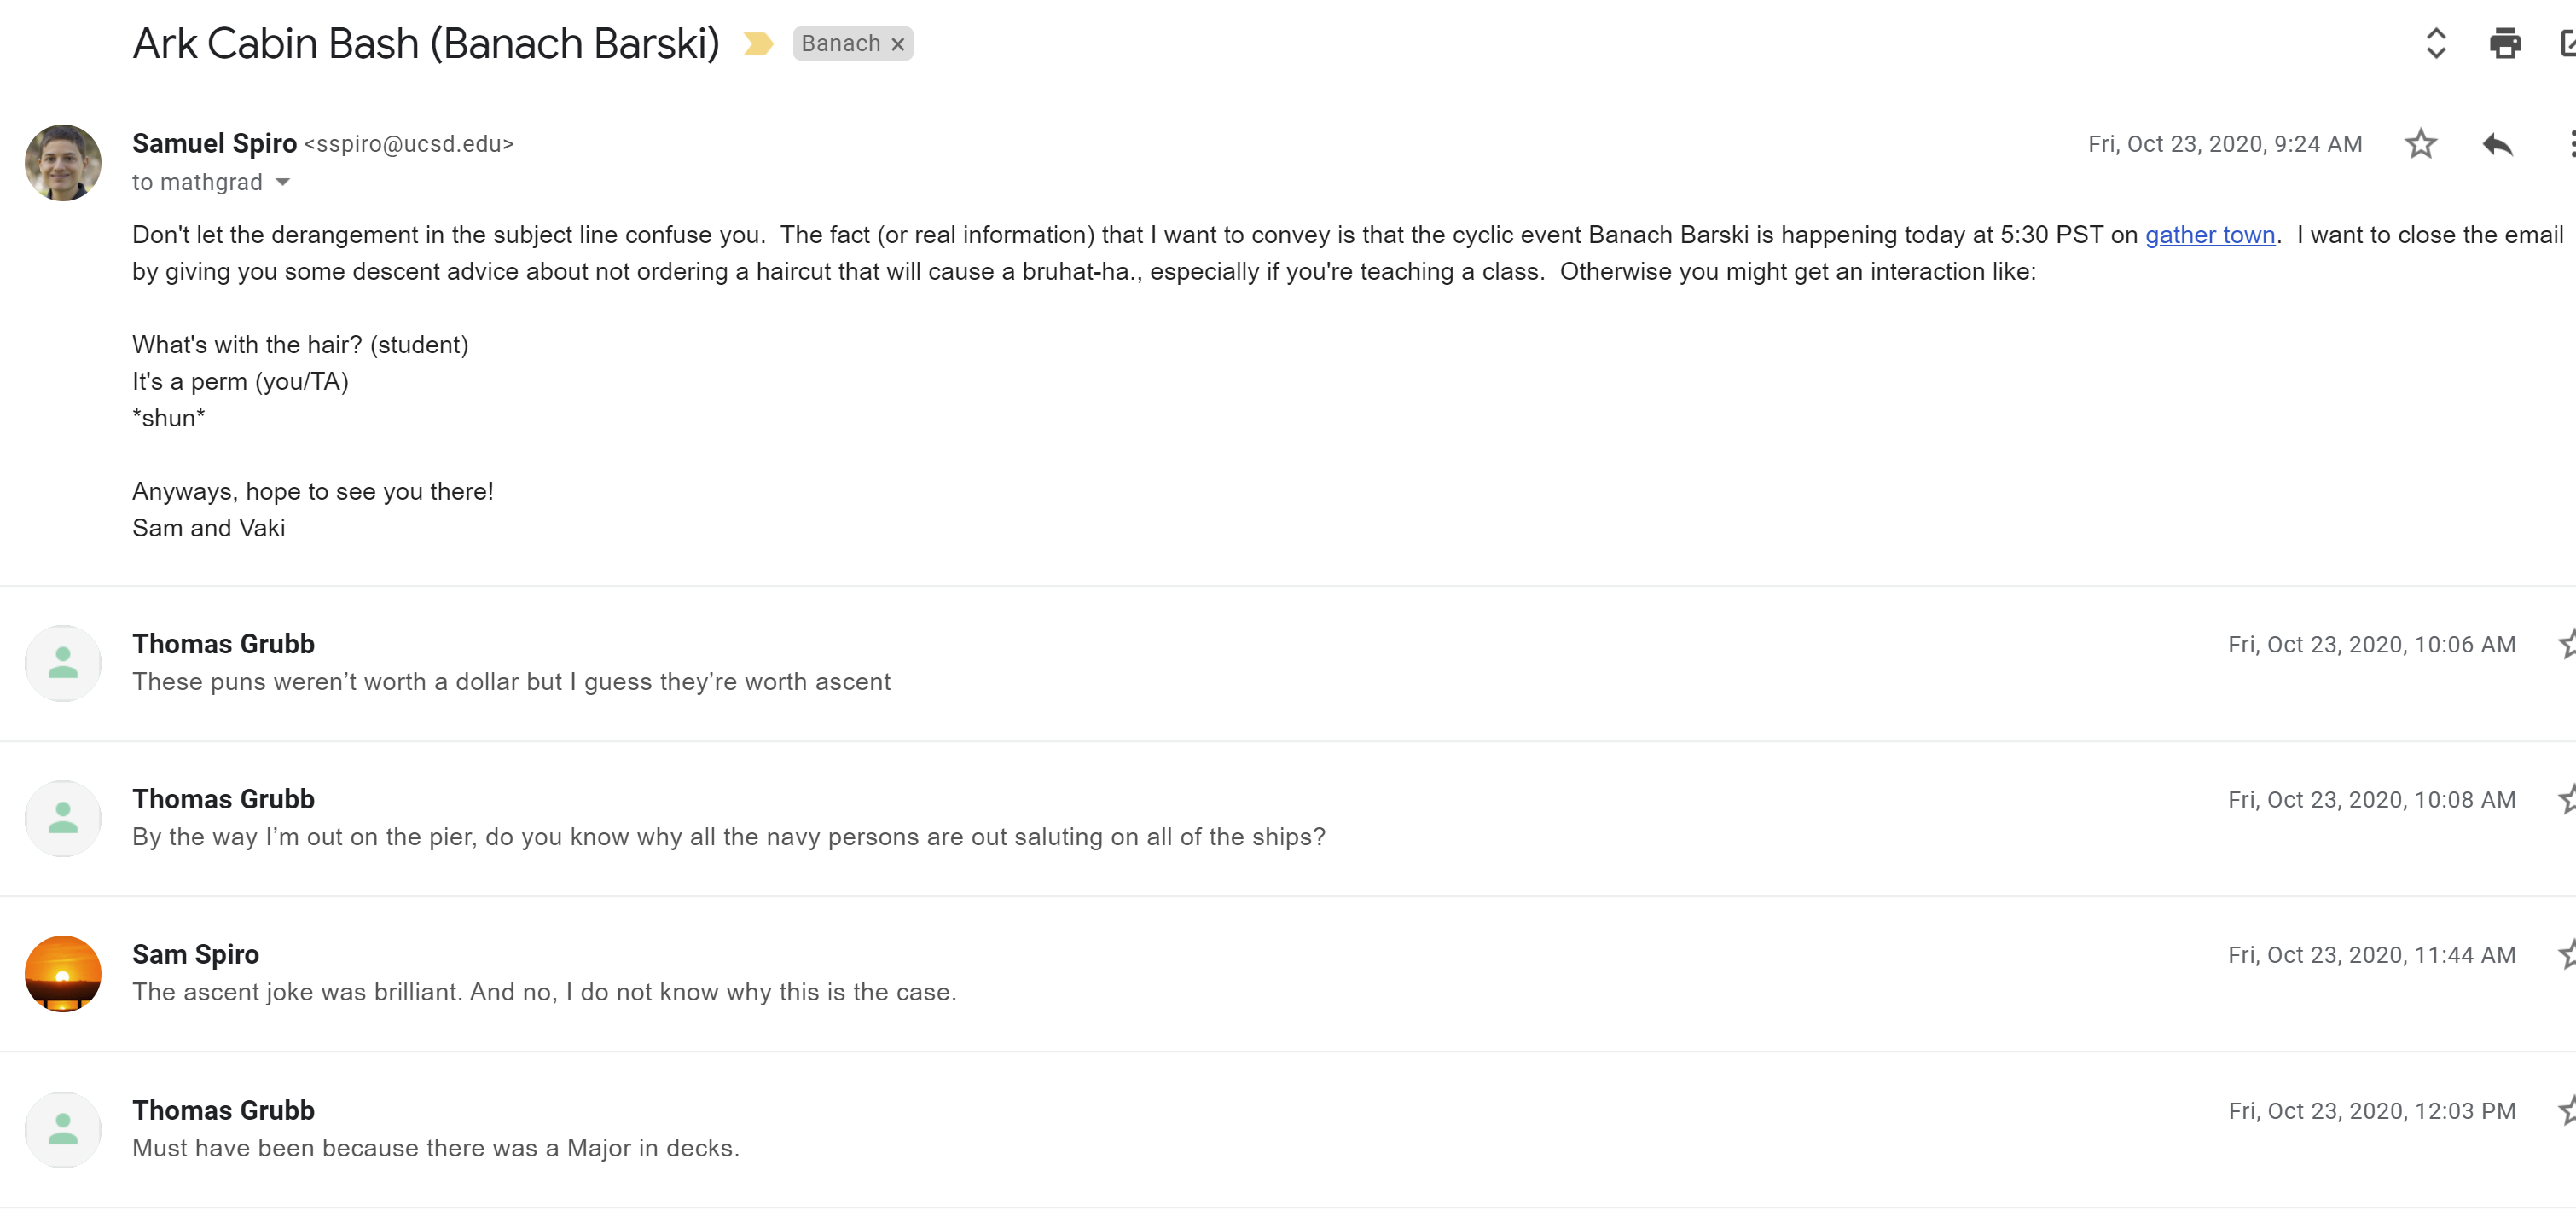 Ark Cabin Bash (Banach Barski) Banach ×
Samuel Spiro <sspiro@ucsd.edu> Fri, Oct 23, 2020, 9:24 AM
to mathgrad
Don't let the derangement in the subject line confuse you.  The fact (or real information) that I want to convey is that the cyclic event Banach Barski is happening today at 5:30 PST on gather town.  I want to close the email
by giving you some descent advice about not ordering a haircut that will cause a bruhat-ha., especially if you're teaching a class.  Otherwise you might get an interaction like:
What's with the hair? (student)
It's a perm (you/TA)
*shun*
Anyways, hope to see you there!
Sam and Vaki
Thomas Grubb Fri, Oct 23, 2020, 10:06 AM
These puns weren’t worth a dollar but I guess they’re worth ascent
Thomas Grubb Fri, Oct 23, 2020, 10:08 AM
By the way I’m out on the pier, do you know why all the navy persons are out saluting on all of the ships?
Sam Spiro Fri, Oct 23, 2020, 11:44 AM
The ascent joke was brilliant. And no, I do not know why this is the case.
Thomas Grubb Fri, Oct 23, 2020, 12:03 PM
Must have been because there was a Major in decks.